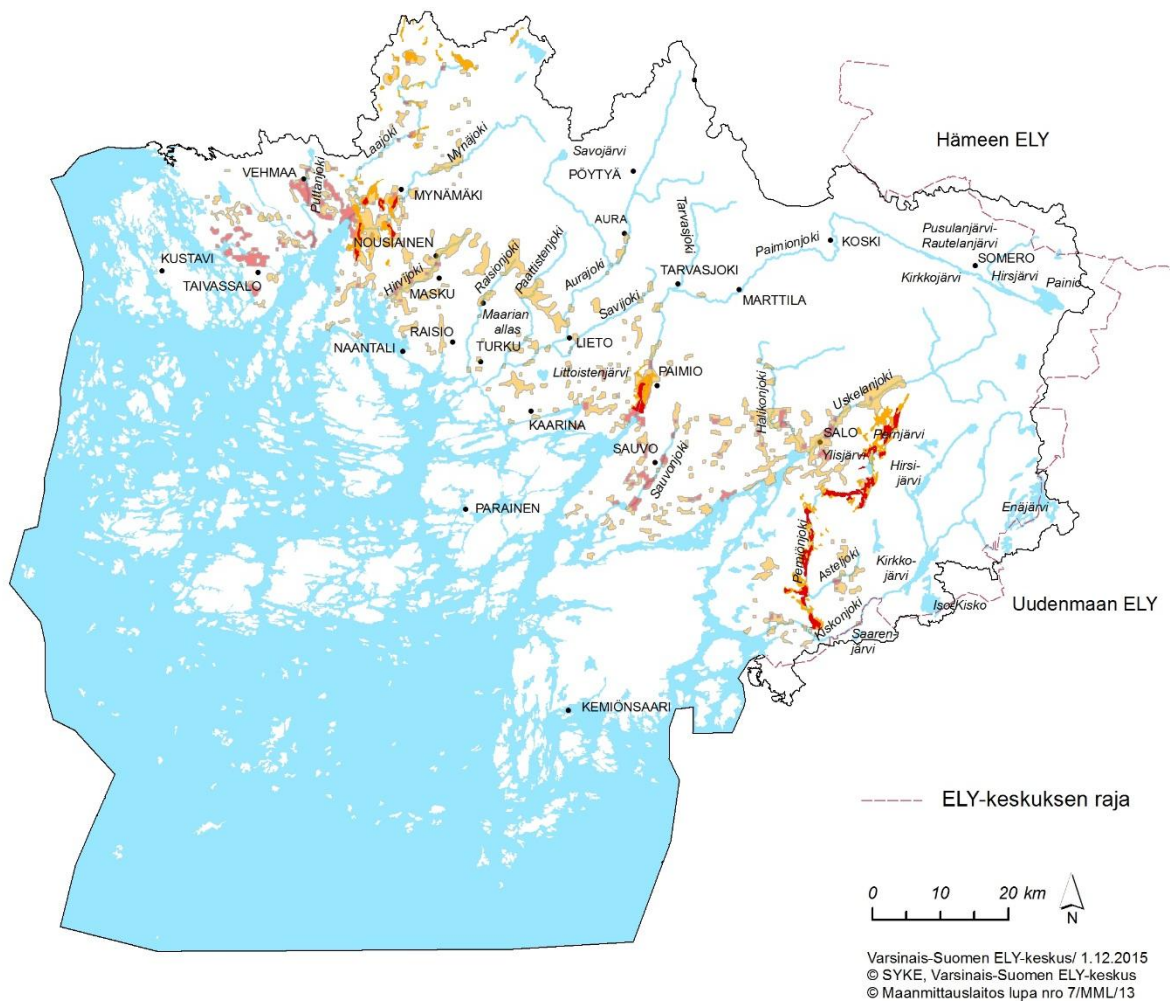 Hämeen ELY
Laajoki
Mynäjoki
Savojärvi
VEHMAA
Puttanjoki
PÖYTYÄ
MYNÄMÄKI
Tarvasjoki
AURA
Pusulanjärvi-
Rautelanjärvi
NOUSIAINEN
Paimionjoki
KOSKI
KUSTAVI
Hirvijoki
Raisionjoki
Paattistenjoki
Aurajoki
SOMERO
TAIVASSALO
MASKU
Savijoki
TARVASJOKI
Kirkkojärvi
Hirsjärvi
Painio
MARTTILA
Maarian
allas
RAISIO
NAANTALI
TURKU
LIETO
Littoistenjärvi
PAIMIO
Halikonjoki
Uskelanjoki
KAARINA
SALO
Pernjärvi
SAUVO
Sauvonjoki
Ylisjärvi
Hirsi-
järvi
PARAINEN
Enäjärvi
Perniönjoki
Asteljoki
Kirkko-
järvi
Iso-Kisko
Uudenmaan ELY
Kiskonjoki
Saaren-
järvi
KEMIÖNSAARI
ELY-keskuksen raja
0 10 20 km
N
Varsinais-Suomen ELY-keskus/ 1.12.2015
© SYKE, Varsinais-Suomen ELY-keskus
© Maanmittauslaitos lupa nro 7/MML/13